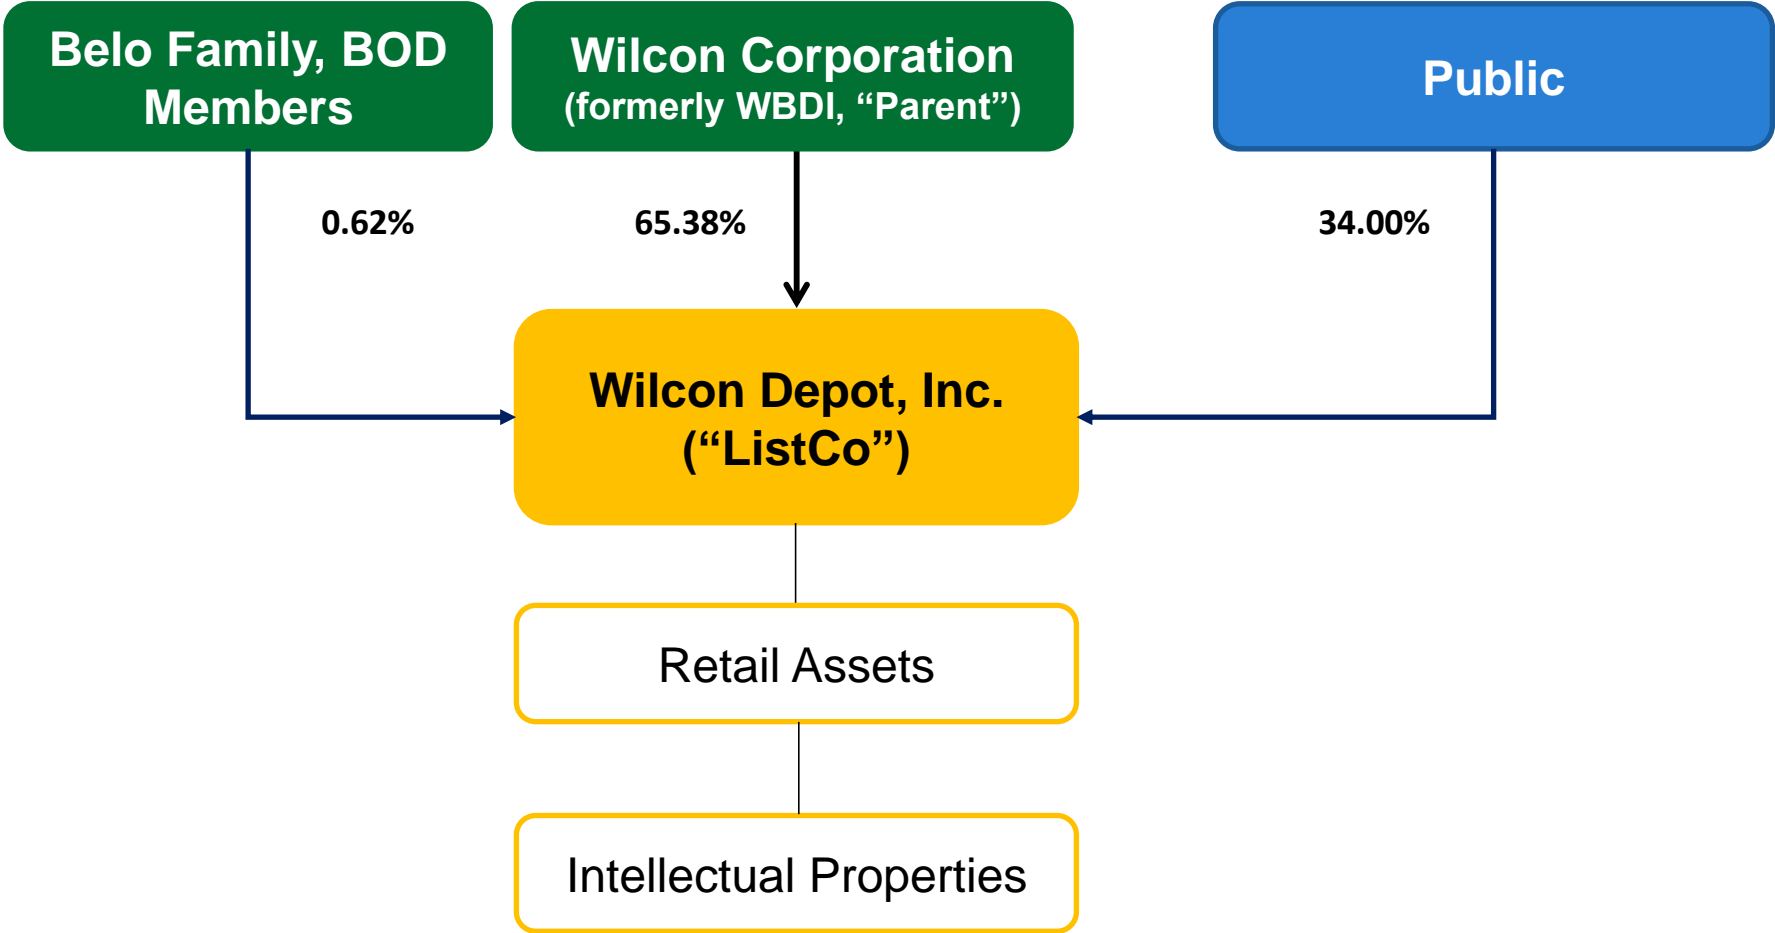 Belo Family, BOD
Members
Wilcon Corporation
(formerly WBDI, “Parent”)
Public
0.62%
65.38%
34.00%
Wilcon Depot, Inc.
(“ListCo”)
Retail Assets
Intellectual Properties